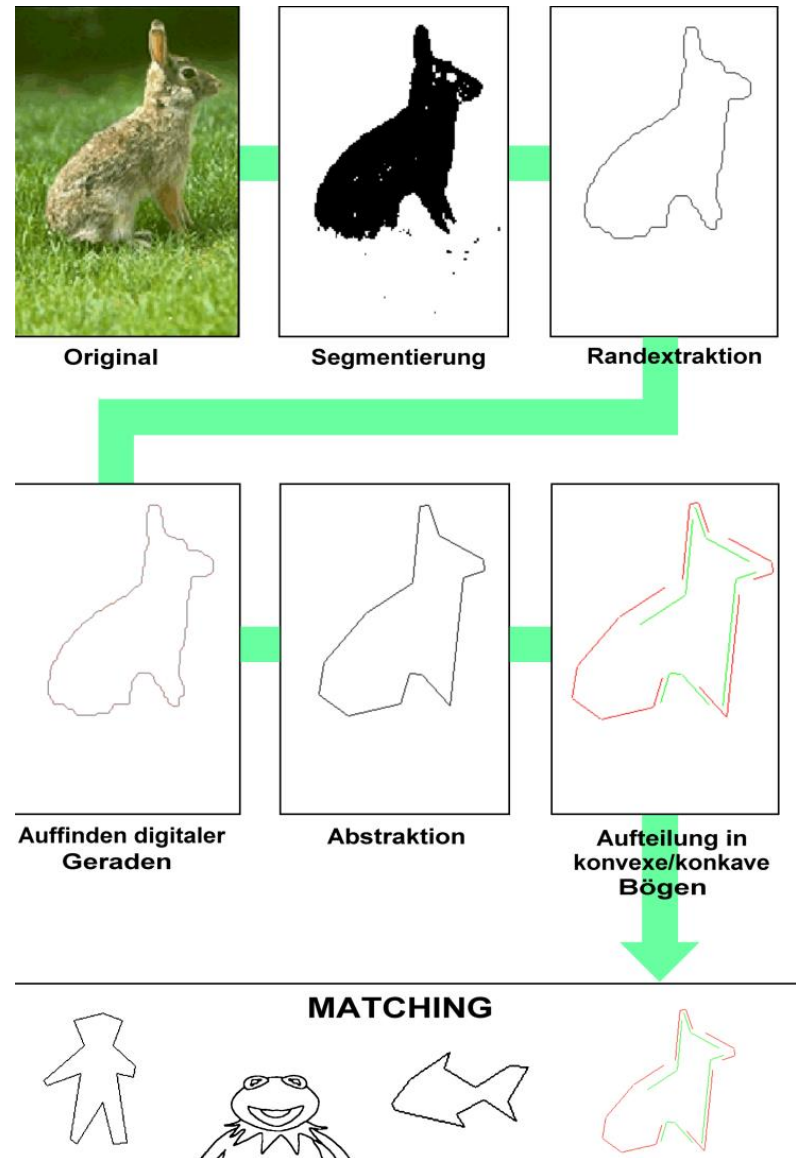 Original
Segmentierung
Randextraktion
Auffinden digitaler
Geraden
Abstraktion
Aufteilung in
konvexe/konkave
Bögen
MATCHING